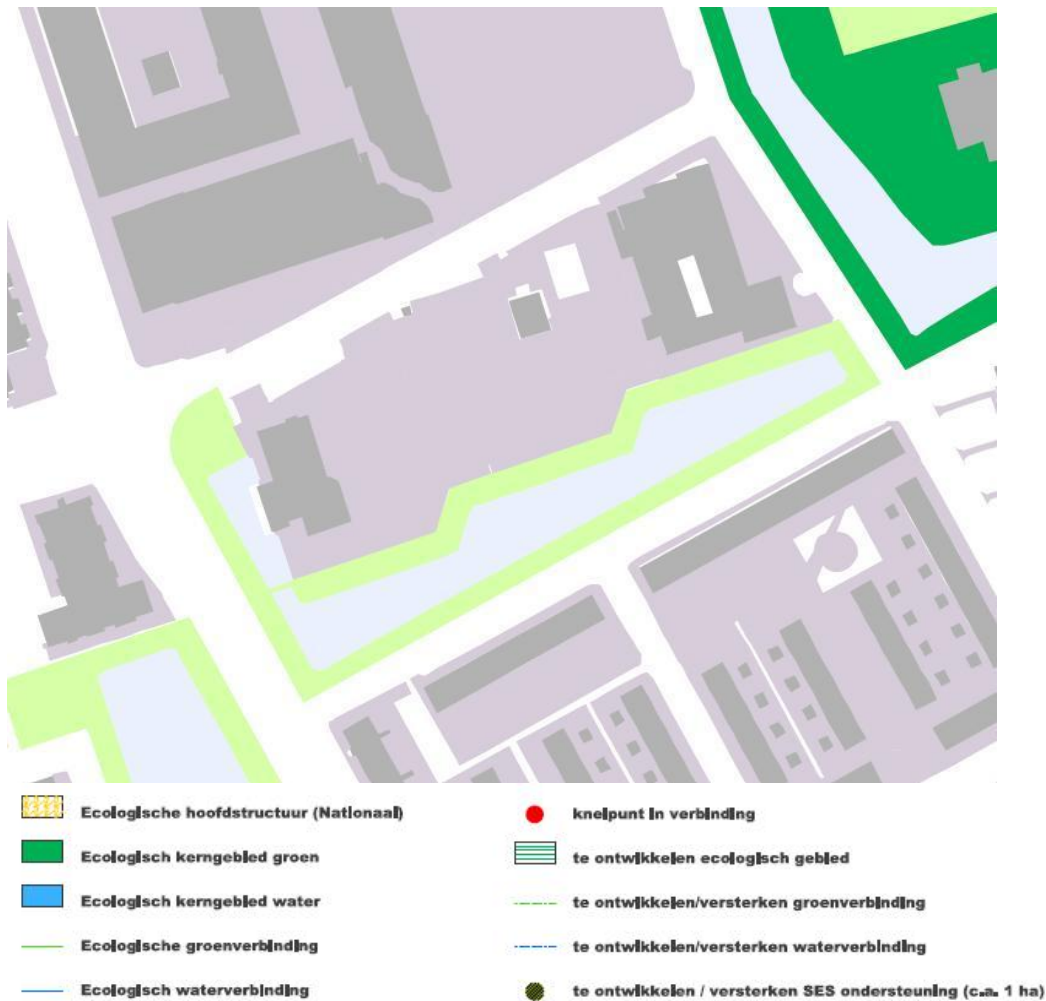 Ecologische hoofdstructuur (Nationaal)
Ecologisch kerngebied groen
Ecologisch kerngebied water
Ecologische groenverbinding
Ecologisch waterverbinding
knelpunt in verbinding
te ontwikkelen ecologisch gebied
te ontwikkelen/versterken groenverbinding
te ontwikkelen/versterken waterverbinding
te ontwikkelen / versterken SES ondersteuning (c.a. 1 ha)